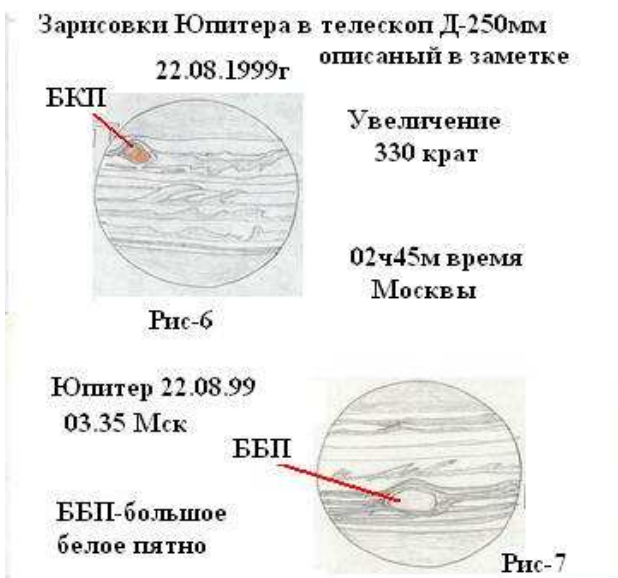 Зарисовки Юпитера в телескоп Д-250мм
описаный в заметке
22.08.1999г
БКП
Увеличение
330 крат
02ч45м время
Москвы
Рис-6
Юпитер 22.08.99
03.35 Мск
ББП
ББП-большое
белое пятно
Рис-7